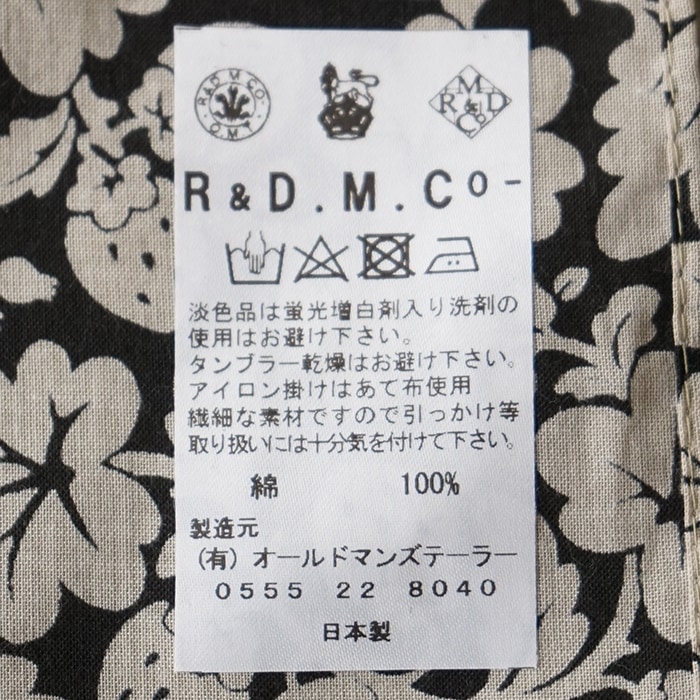 R&D.M.CO.
O.M.T.
M
R&D
Co
R & D . M . Cº-
淡色品は蛍光増白剤入り洗剤の
使用はお避け下さい。
タンブラー乾燥はお避け下さい。
アイロン掛けはあて布使用
繊細な素材ですので引っかけ等
取り扱いには十分気を付けて下さい。
綿 100%
製造元
(有) オールドマンズテーラー
0555 22 8040
日本製